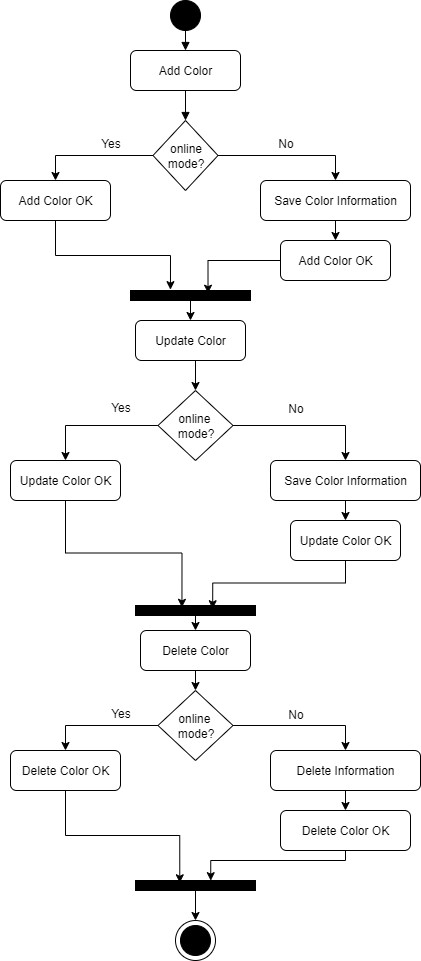 Add Color
online
mode?
Yes
No
Add Color OK
Save Color Information
Add Color OK
Update Color
online
mode?
Yes
No
Update Color OK
Save Color Information
Update Color OK
Delete Color
online
mode?
Yes
No
Delete Color OK
Delete Information
Delete Color OK